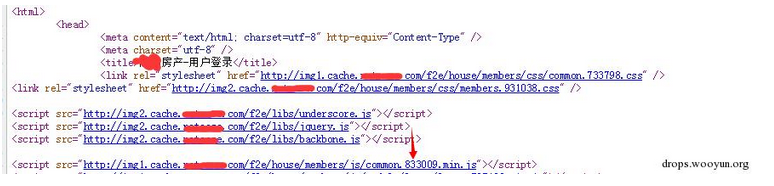 <html>
<head>
<meta content="text/html; charset=utf-8" http-equiv="Content-Type" />
<meta charset="utf-8" />
<title 房产-用户登录</title>
<link rel="stylesheet" href="http://img1.cache. .com/f2e/house/members/css/common.733798.css" />
<link rel="stylesheet" href="http://img2.cache. .com/f2e/house/members/css/members.931038.css" />
<script src="http://img2.cache. .com/f2e/libs/underscore.js"></script>
<script src="http://img2.cache. .com/f2e/libs/jquery.js"></script>
<script src="http://img2.cache. .com/f2e/libs/backbone.js"></script>
<script src="http://img1.cache. .com/f2e/house/members/js/common.833009.min.js"></script>
drops.wooyun.org